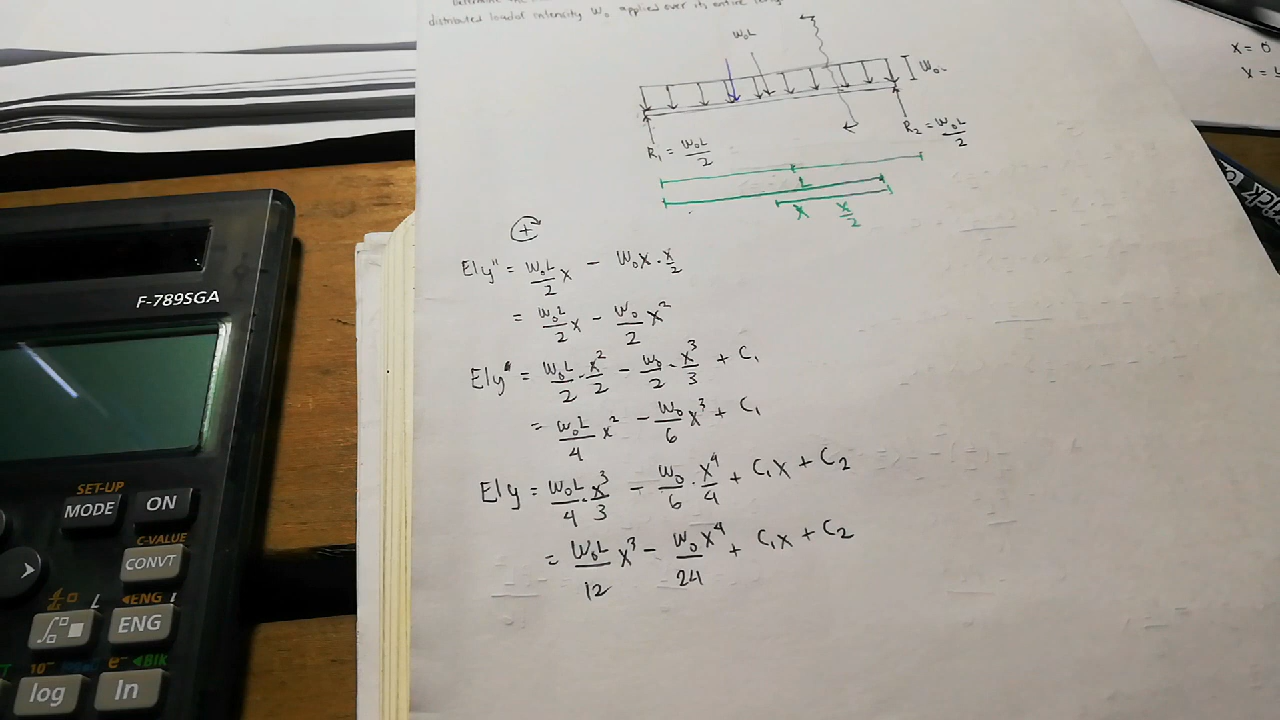 distributed load of intensity W₀ applied over its entire
W₀L
W₀
R₁ = W₀L/2
R₂ = W₀L/2
L
x x/2
+
EIy" = W₀L/2 x - W₀x · x/2
= W₀L/2 x - W₀/2 x²
EIy' = W₀L/2 · x²/2 - W₀/2 · x³/3 + C₁
= W₀L/4 x² - W₀/6 x³ + C₁
EIy = W₀L/4 · x³/3 - W₀/6 · x⁴/4 + C₁x + C₂
= W₀L/12 x³ - W₀x⁴/24 + C₁x + C₂
x = 0
x =
F-789SGA
SET-UP
MODE ON
C-VALUE
CONVT
◀ENG
ENG
10ˣ e ◀BIK
log ln